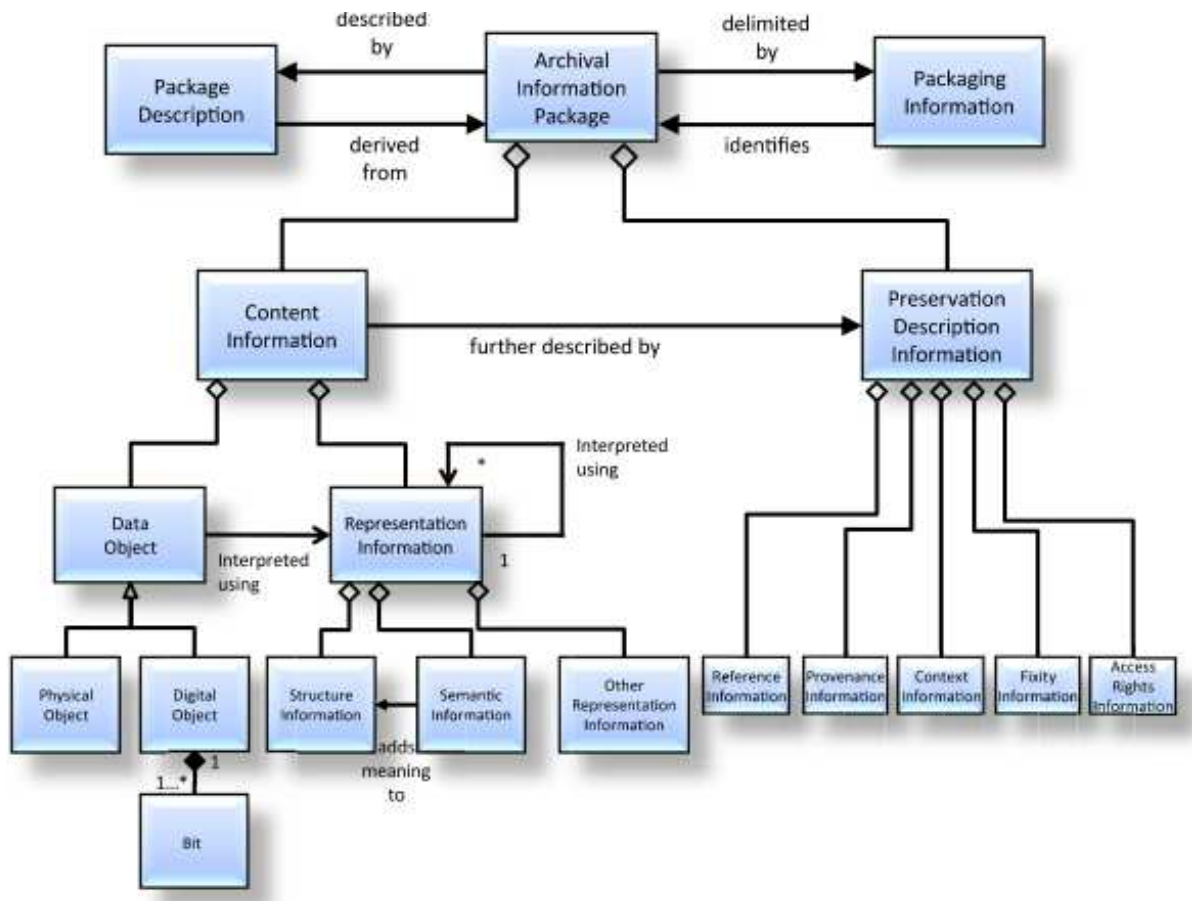 described
by
Archival
Information
Package
delimited
by
Package
Description
Packaging
Information
derived
from
identifies
Content
Information
further described by
Preservation
Description
Information
Data
Object
Interpreted
using
Representation
Information
*
1
Interpreted
using
Physical
Object
Digital
Object
Structure
Information
Semantic
Information
adds
meaning
to
Other
Representation
Information
Reference
Information
Provenance
Information
Context
Information
Fixity
Information
Access
Rights
Information
1
1...*
Bit